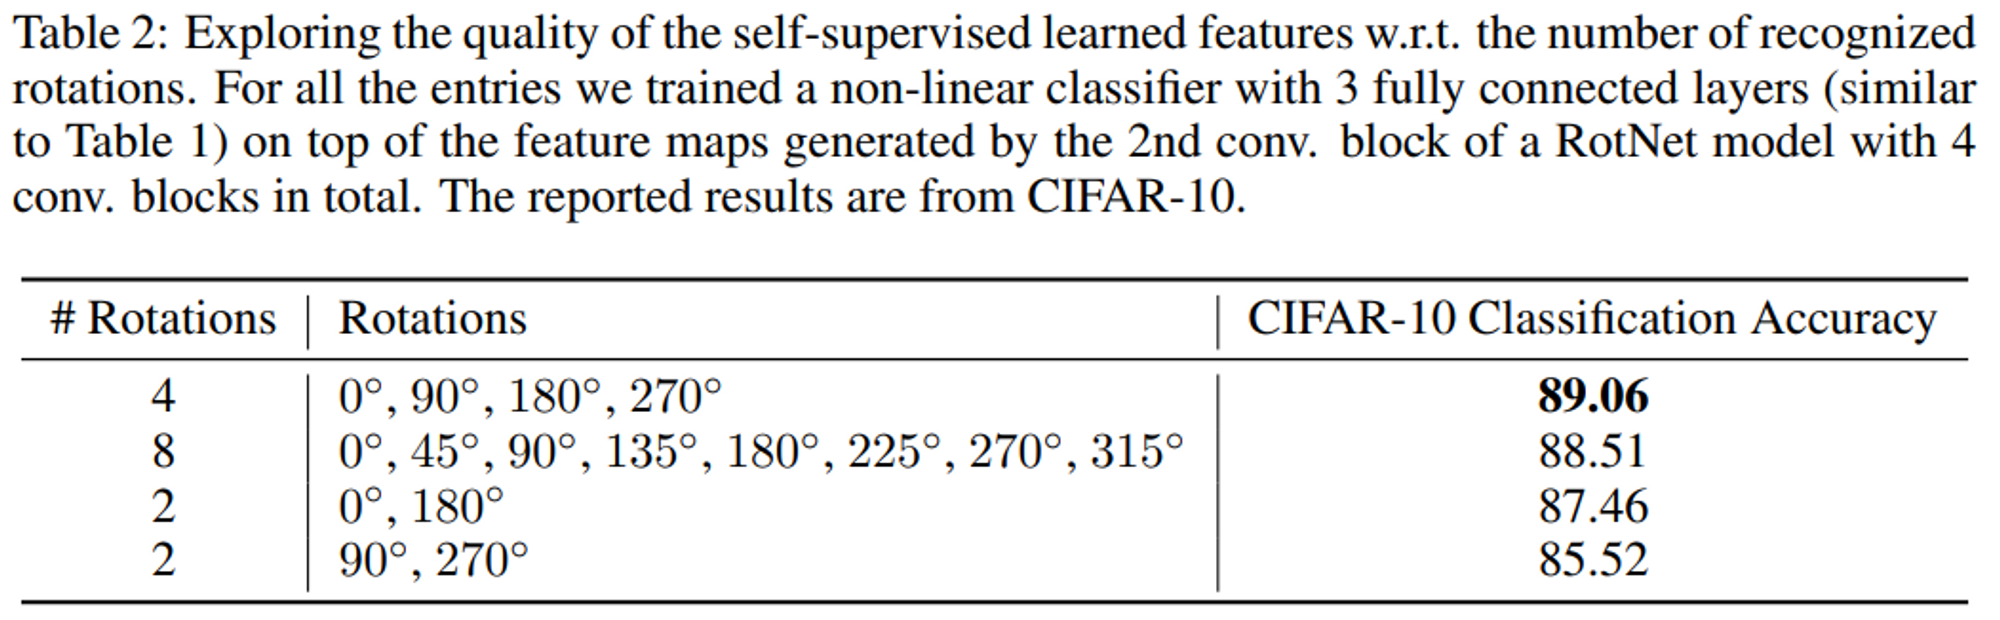 Table 2: Exploring the quality of the self-supervised learned features w.r.t. the number of recognized
rotations. For all the entries we trained a non-linear classifier with 3 fully connected layers (similar
to Table 1) on top of the feature maps generated by the 2nd conv. block of a RotNet model with 4
conv. blocks in total. The reported results are from CIFAR-10.
# Rotations Rotations CIFAR-10 Classification Accuracy
4 0°, 90°, 180°, 270° 89.06
8 0°, 45°, 90°, 135°, 180°, 225°, 270°, 315° 88.51
2 0°, 180° 87.46
2 90°, 270° 85.52